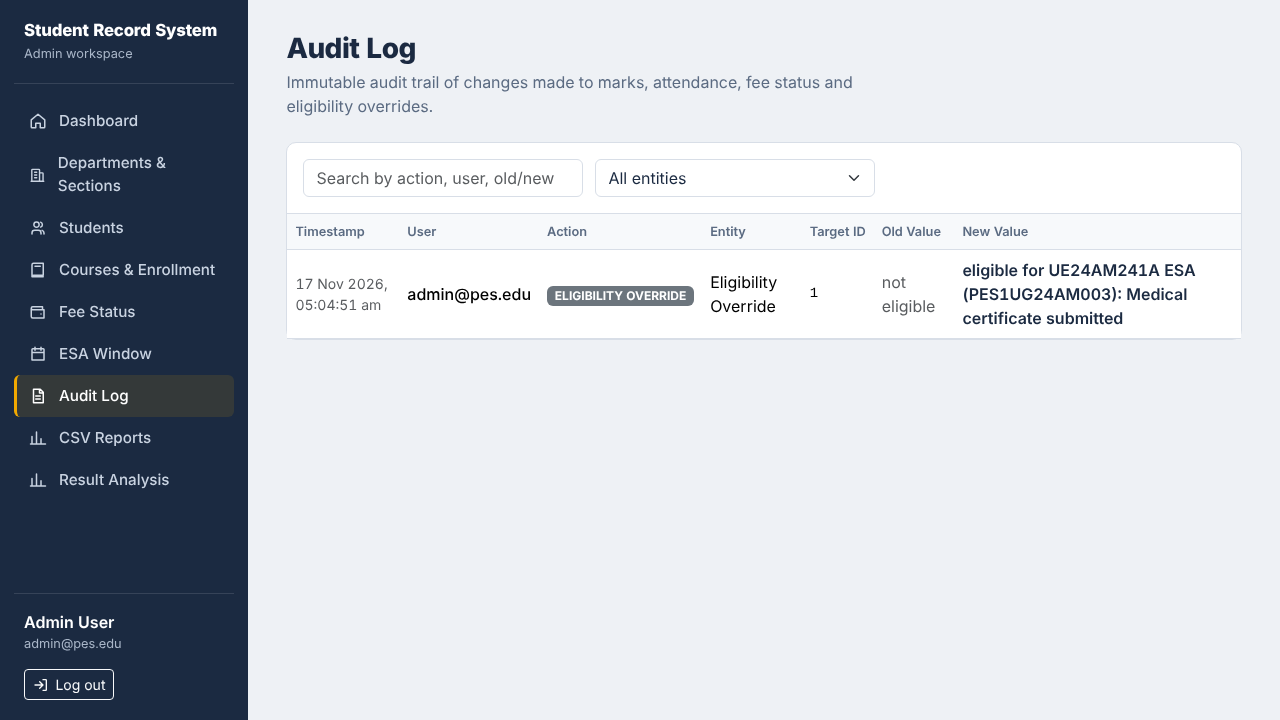 Student Record System
Admin workspace
Dashboard
Departments &
Sections
Students
Courses & Enrollment
Fee Status
ESA Window
Audit Log
CSV Reports
Result Analysis
Admin User
admin@pes.edu
Log out
Audit Log
Immutable audit trail of changes made to marks, attendance, fee status and
eligibility overrides.
Search by action, user, old/new
All entities
Timestamp User Action Entity Target ID Old Value New Value
17 Nov 2026,
05:04:51 am
admin@pes.edu
ELIGIBILITY OVERRIDE
Eligibility
Override
1
not
eligible
eligible for UE24AM241A ESA
(PES1UG24AM003): Medical
certificate submitted